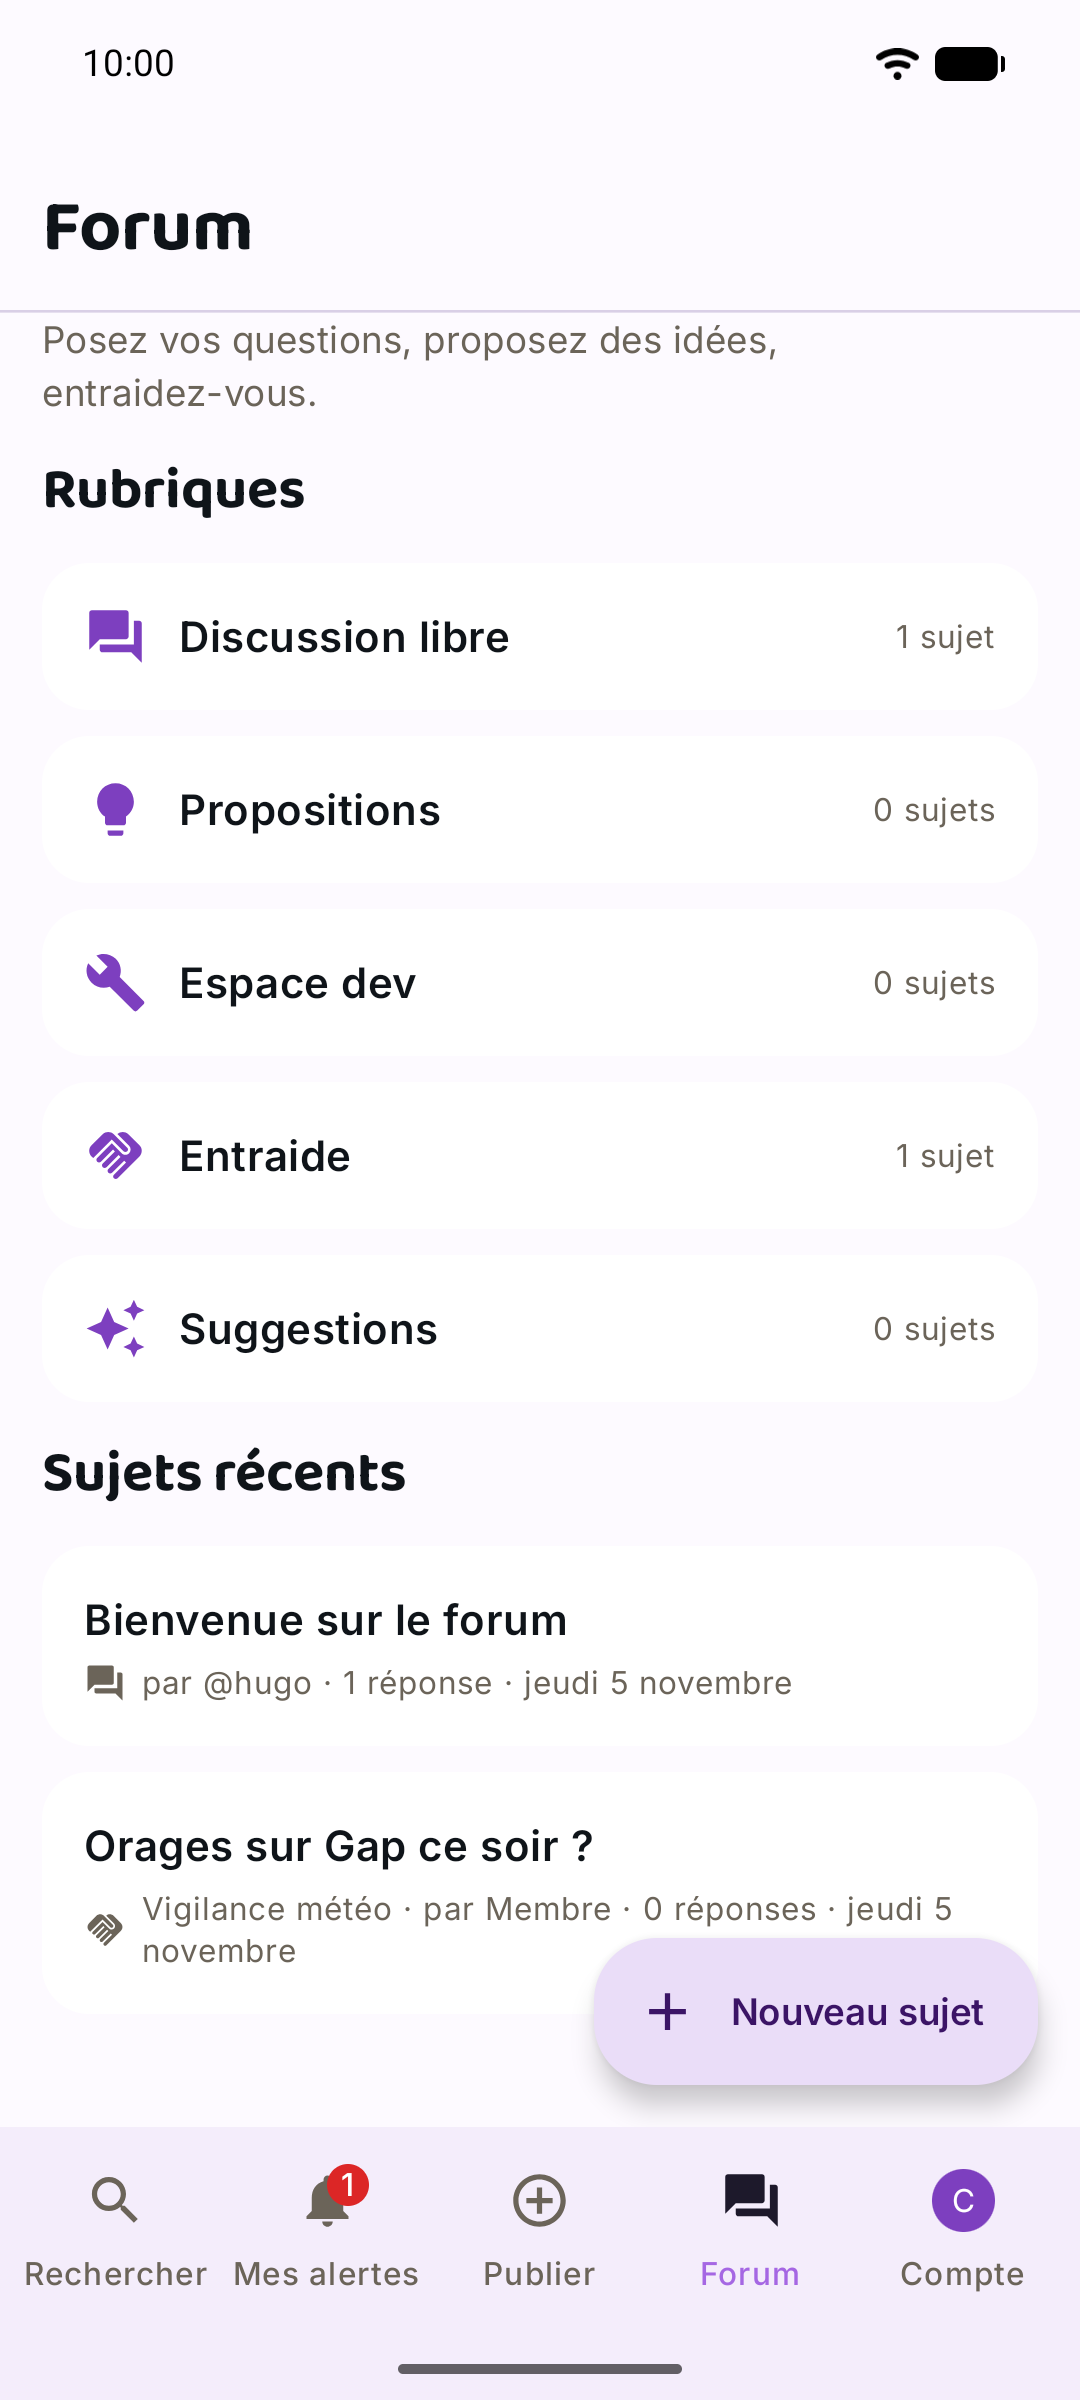 10:00
Forum
Posez vos questions, proposez des idées,
entraidez-vous.
Rubriques
Discussion libre
1 sujet
Propositions
0 sujets
Espace dev
0 sujets
Entraide
1 sujet
Suggestions
0 sujets
Sujets récents
Bienvenue sur le forum
par @hugo · 1 réponse · jeudi 5 novembre
Orages sur Gap ce soir ?
Vigilance météo · par Membre · 0 réponses · jeudi 5
novembre
Nouveau sujet
1
C
Rechercher
Mes alertes
Publier
Forum
Compte